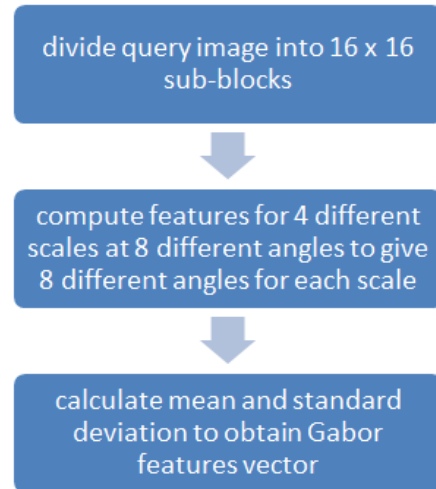 divide query image into 16 x 16
sub-blocks
compute features for 4 different
scales at 8 different angles to give
8 different angles for each scale
calculate mean and standard
deviation to obtain Gabor
features vector